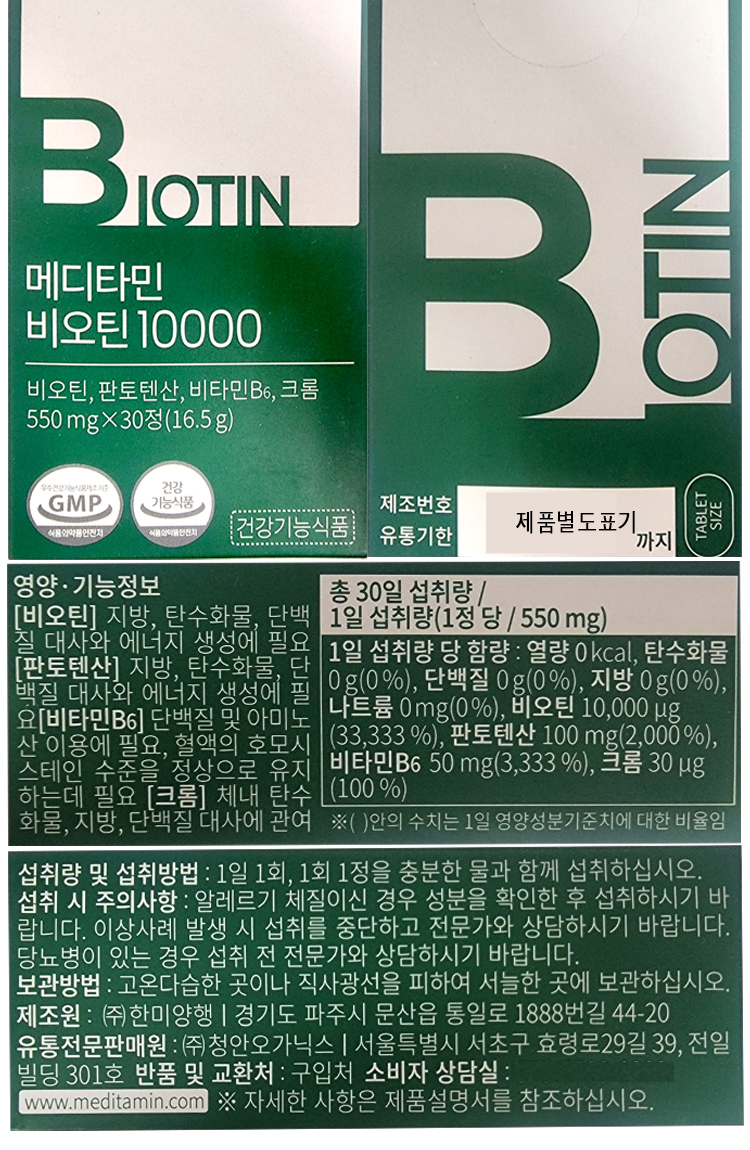 BIOTIN
메디타민
비오틴 10000
비오틴, 판토텐산, 비타민B6, 크롬
550 mg×30정(16.5 g)
우수건강기능식품제조기준
GMP
식품의약품안전처
건강
기능식품
식품의약품안전처
건강기능식품
BIOTIN
제조번호
유통기한
제품별도표기
까지
TABLET
SIZE
영양·기능정보
[비오틴] 지방, 탄수화물, 단백
질 대사와 에너지 생성에 필요
[판토텐산] 지방, 탄수화물, 단
백질 대사와 에너지 생성에 필
요[비타민B6] 단백질 및 아미노
산 이용에 필요, 혈액의 호모시
스테인 수준을 정상으로 유지
하는데 필요 [크롬] 체내 탄수
화물, 지방, 단백질 대사에 관여
총 30일 섭취량 /
1일 섭취량(1정 당 / 550 mg)
1일 섭취량 당 함량 : 열량 0 kcal, 탄수화물
0 g(0 %), 단백질 0 g(0 %), 지방 0 g(0 %),
나트륨 0 mg(0 %), 비오틴 10,000 µg
(33,333 %), 판토텐산 100 mg(2,000 %),
비타민B6 50 mg(3,333 %), 크롬 30 µg
(100 %)
※( )안의 수치는 1일 영양성분기준치에 대한 비율임
섭취량 및 섭취방법 : 1일 1회, 1회 1정을 충분한 물과 함께 섭취하십시오.
섭취 시 주의사항 : 알레르기 체질이신 경우 성분을 확인한 후 섭취하시기 바
랍니다. 이상사례 발생 시 섭취를 중단하고 전문가와 상담하시기 바랍니다.
당뇨병이 있는 경우 섭취 전 전문가와 상담하시기 바랍니다.
보관방법 : 고온다습한 곳이나 직사광선을 피하여 서늘한 곳에 보관하십시오.
제조원 : ㈜한미양행 | 경기도 파주시 문산읍 통일로 1888번길 44-20
유통전문판매원 : ㈜청안오가닉스 | 서울특별시 서초구 효령로29길 39, 전일
빌딩 301호 반품 및 교환처 : 구입처 소비자 상담실 :
www.meditamin.com ※ 자세한 사항은 제품설명서를 참조하십시오.